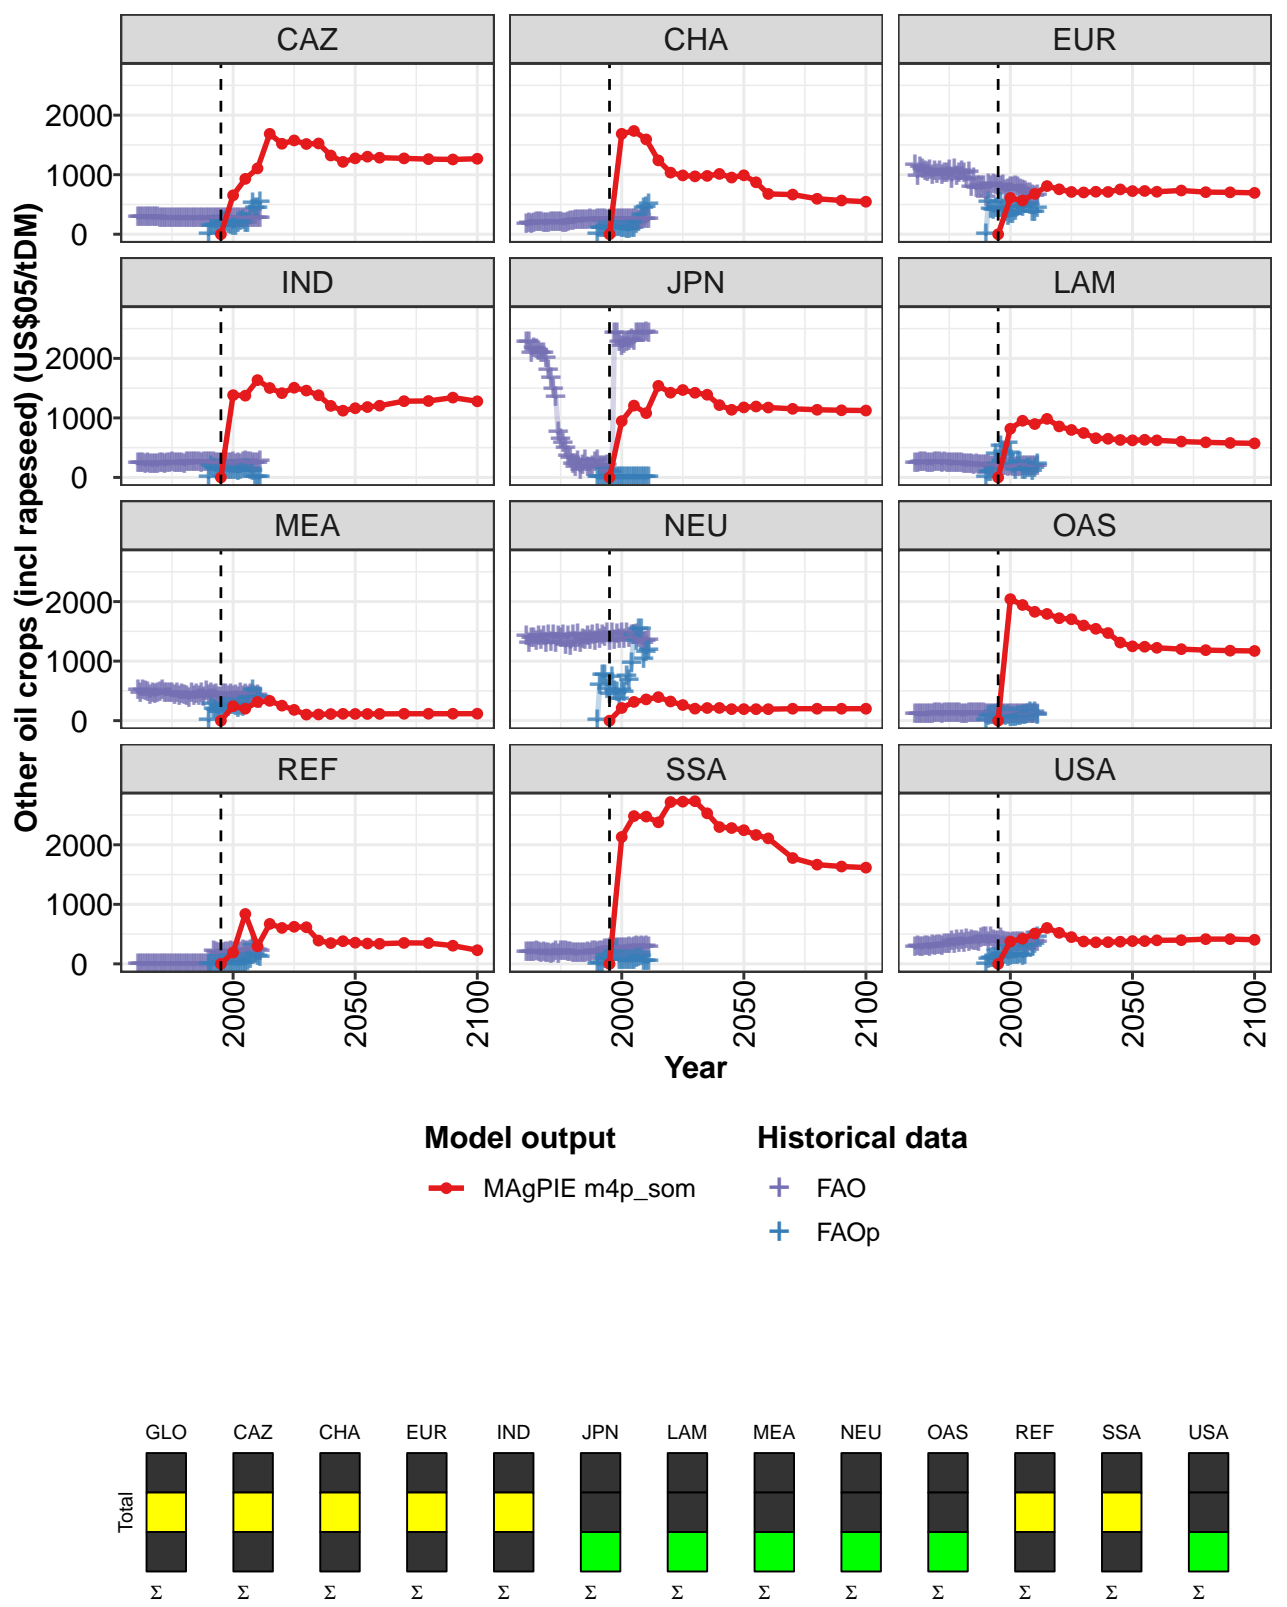 CAZ CHA EUR
2000
1000
0
IND JPN LAM
2000
1000
0
MEA NEU OAS
2000
1000
0
REF SSA USA
2000
1000
0
Other oil crops (incl rapeseed) (US$05/tDM)
2000 2050 2100 2000 2050 2100 2000 2050 2100
Year
Model output
MAgPIE m4p_som
Historical data
FAO
FAOp
GLO CAZ CHA EUR IND JPN LAM MEA NEU OAS REF SSA USA
Total
Σ Σ Σ Σ Σ Σ Σ Σ Σ Σ Σ Σ Σ